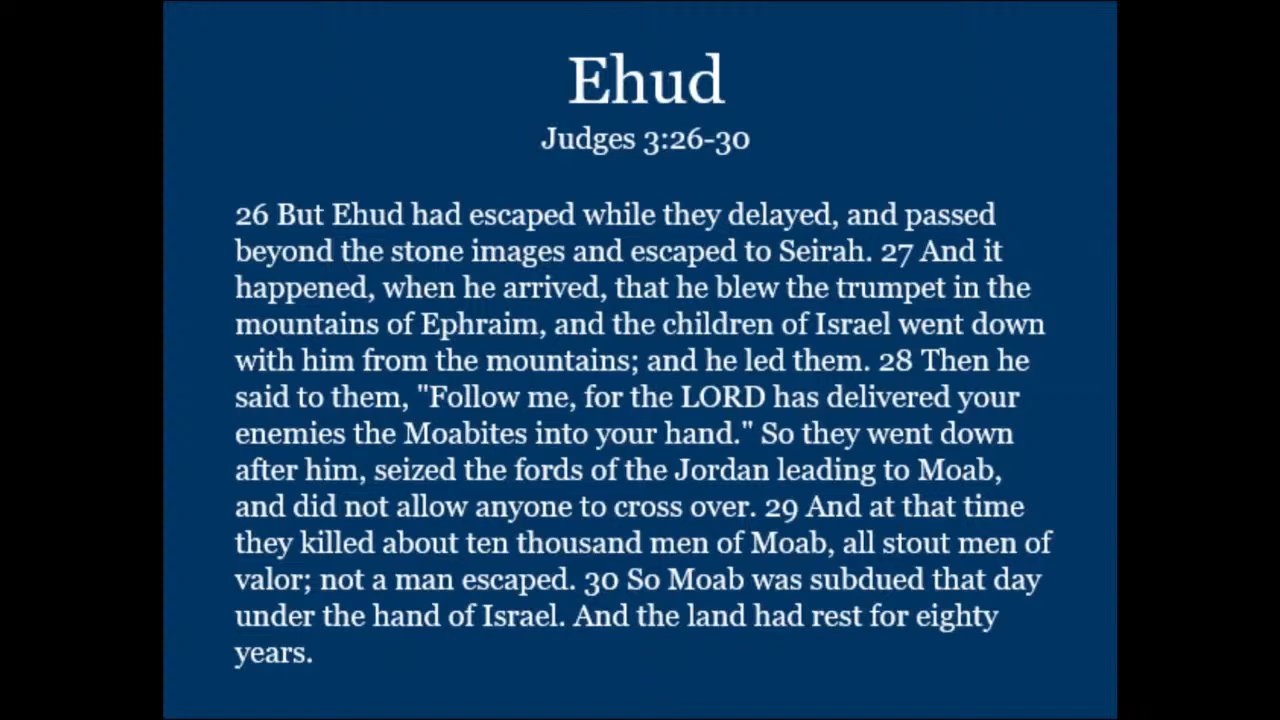 Ehud
Judges 3:26-30
26 But Ehud had escaped while they delayed, and passed
beyond the stone images and escaped to Seirah. 27 And it
happened, when he arrived, that he blew the trumpet in the
mountains of Ephraim, and the children of Israel went down
with him from the mountains; and he led them. 28 Then he
said to them, "Follow me, for the LORD has delivered your
enemies the Moabites into your hand." So they went down
after him, seized the fords of the Jordan leading to Moab,
and did not allow anyone to cross over. 29 And at that time
they killed about ten thousand men of Moab, all stout men of
valor; not a man escaped. 30 So Moab was subdued that day
under the hand of Israel. And the land had rest for eighty
years.